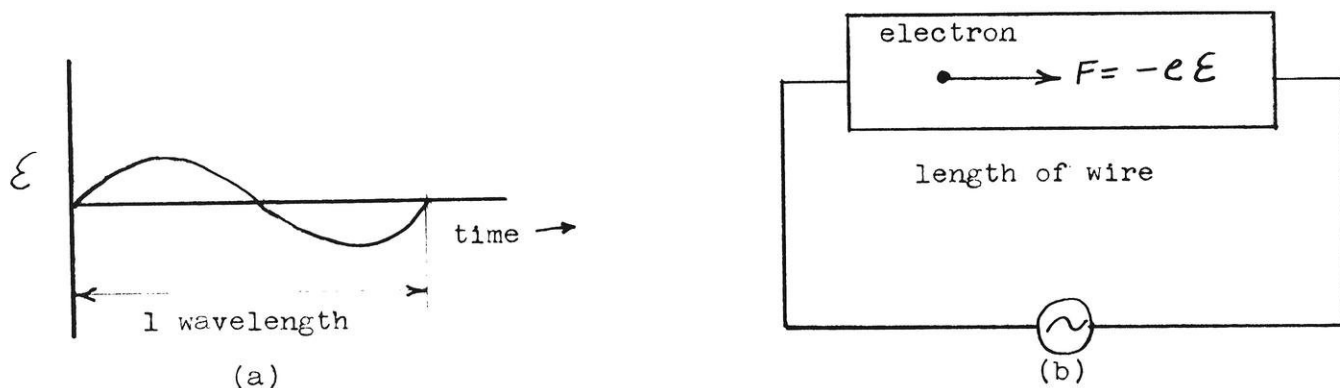 ℰ
time →
1 wavelength
(a)
electron
F = -eℰ
length of wire
~
(b)